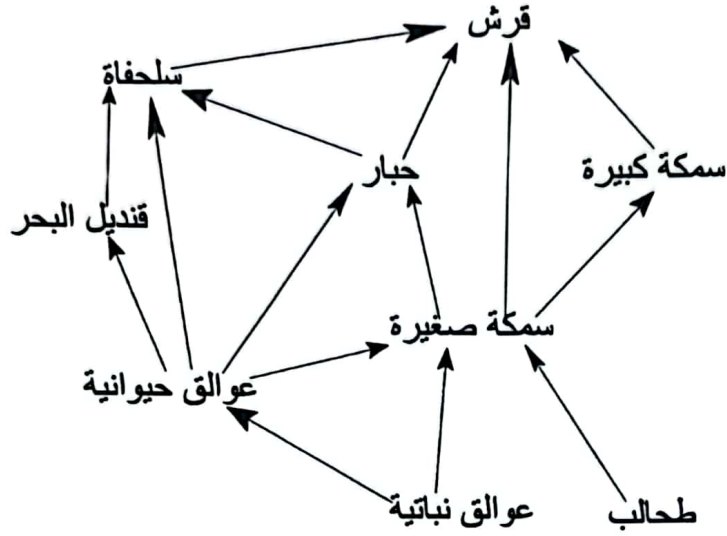 قرش
سلحفاة
حبار
سمكة كبيرة
قنديل البحر
سمكة صغيرة
عوالق حيوانية
عوالق نباتية
طحالب